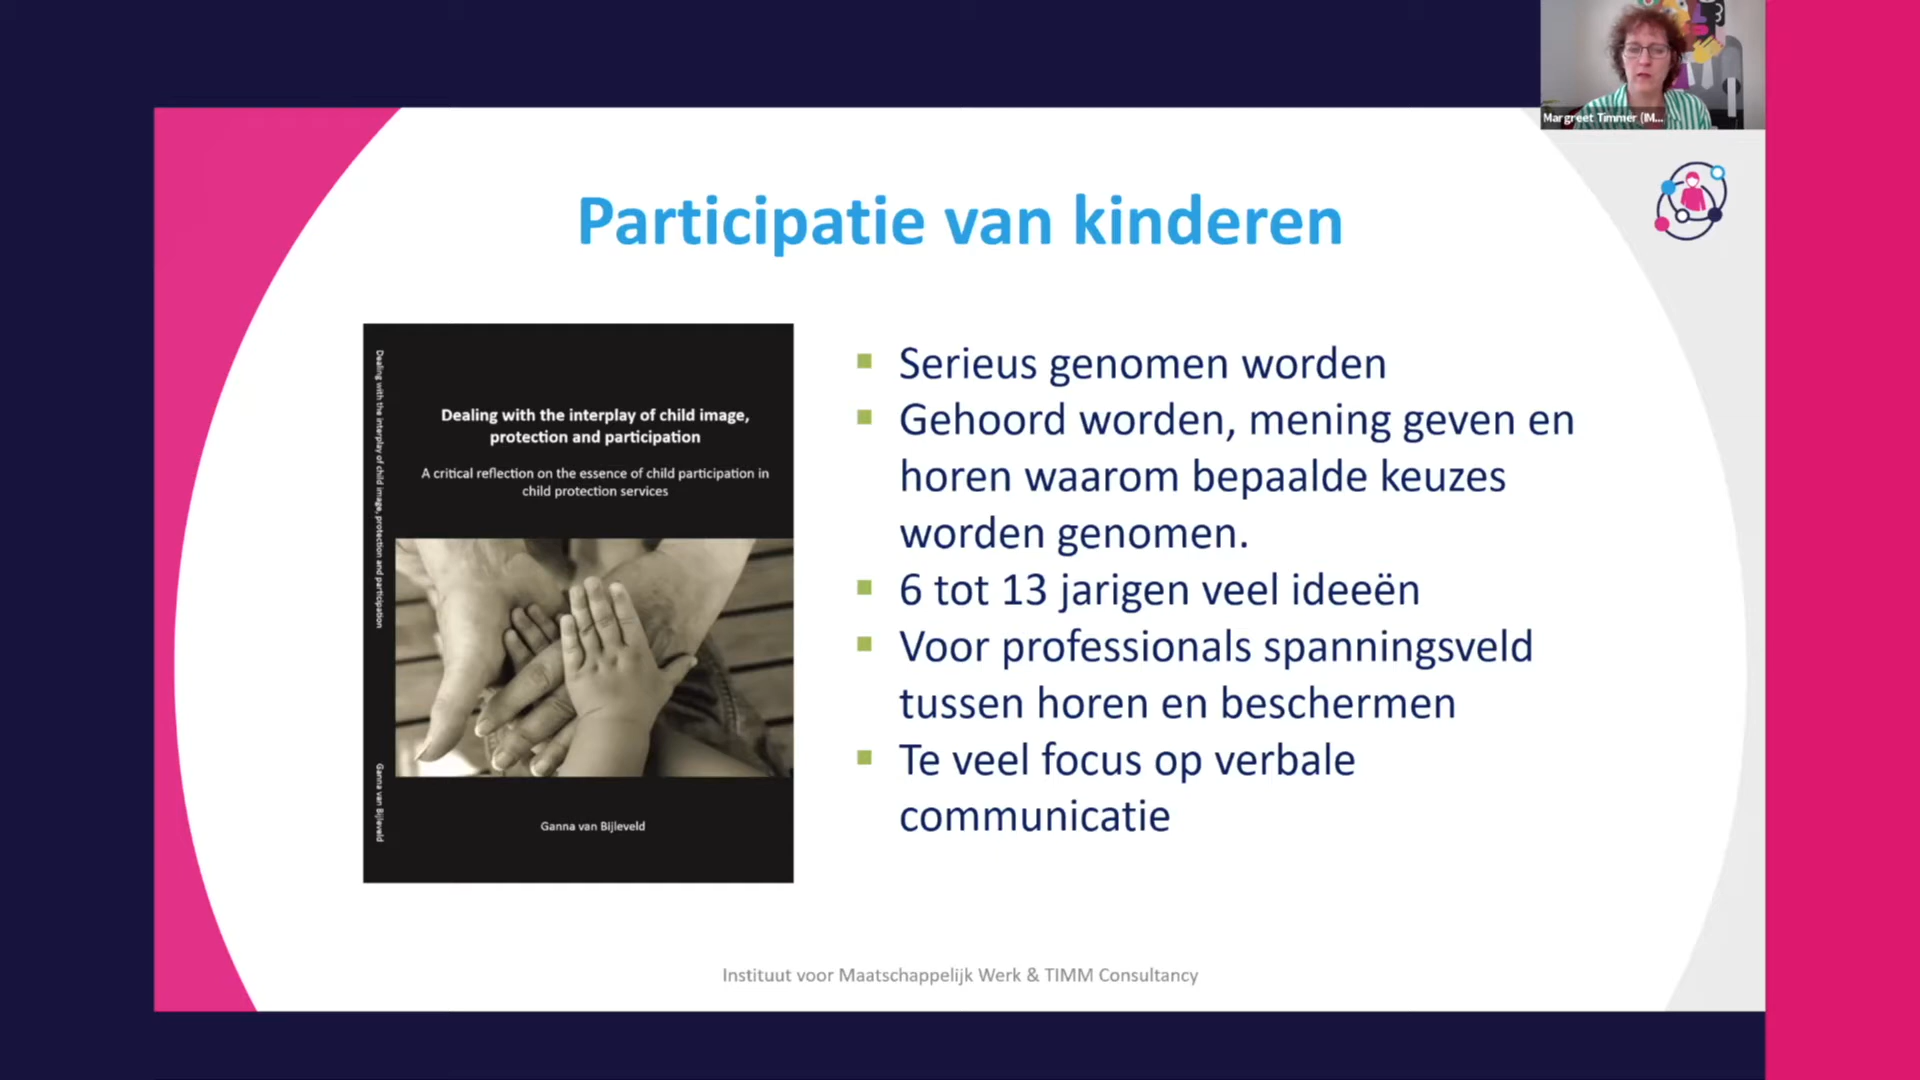 Margreet Timmer (IM...
Participatie van kinderen
Dealing with the interplay of child image, protection and participation
Ganna van Bijleveld
Dealing with the interplay of child image,
protection and participation
A critical reflection on the essence of child participation in
child protection services
Ganna van Bijleveld
Serieus genomen worden
Gehoord worden, mening geven en
horen waarom bepaalde keuzes
worden genomen.
6 tot 13 jarigen veel ideeën
Voor professionals spanningsveld
tussen horen en beschermen
Te veel focus op verbale
communicatie
Instituut voor Maatschappelijk Werk & TIMM Consultancy